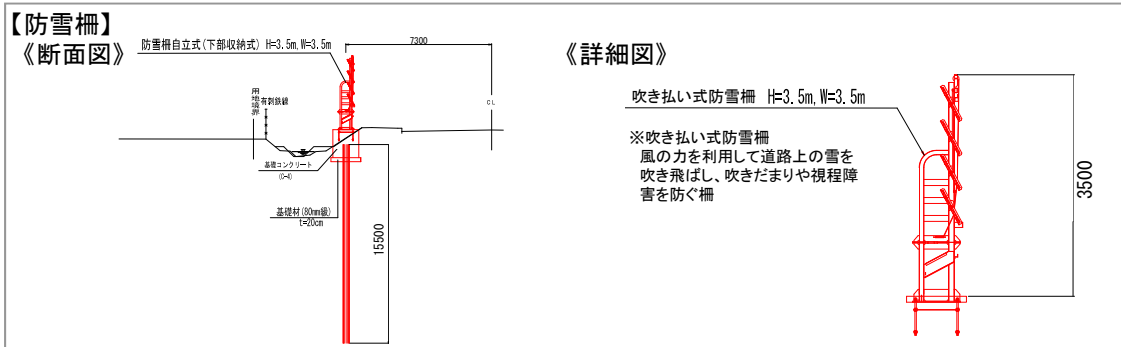 【防雪柵】
《断面図》
防雪柵自立式(下部収納式) H=3.5m, W=3.5m
7300
用地境界
有刺鉄線
CL
基礎コンクリート
(C-4)
基礎材(80mm級)
t=20cm
15500
《詳細図》
吹き払い式防雪柵 H=3.5m, W=3.5m
※吹き払い式防雪柵
風の力を利用して道路上の雪を
吹き飛ばし、吹きだまりや視程障
害を防ぐ柵
3500